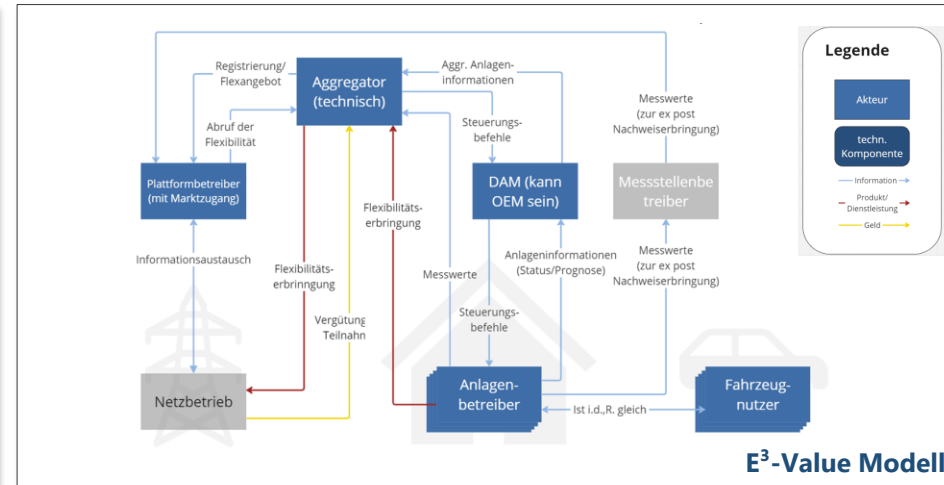 Registrierung/
Flexangebot
Aggregator
(technisch)
Aggr. Anlagen-
informationen
Abruf der
Flexibilität
Steuerungs-
befehle
Messwerte
(zur ex post
Nachweiserbringung)
Plattformbetreiber
(mit Marktzugang)
Flexibilitäts-
erbringung
DAM (kann
OEM sein)
Messstellenbe
treiber
Informationsaustausch
Flexibilitäts-
erbrinngung
Messwerte
Anlageninformationen
(Status/Prognose)
Messwerte
(zur ex post
Nachweiserbringung)
Vergütung
Teilnahm
Steuerungs-
befehle
Netzbetrieb
Anlagen-
betreiber
Ist i.d.,R. gleich
Fahrzeug-
nutzer
Legende
Akteur
techn.
Komponente
Information
Produkt/
Dienstleistung
Geld
E³-Value Modell